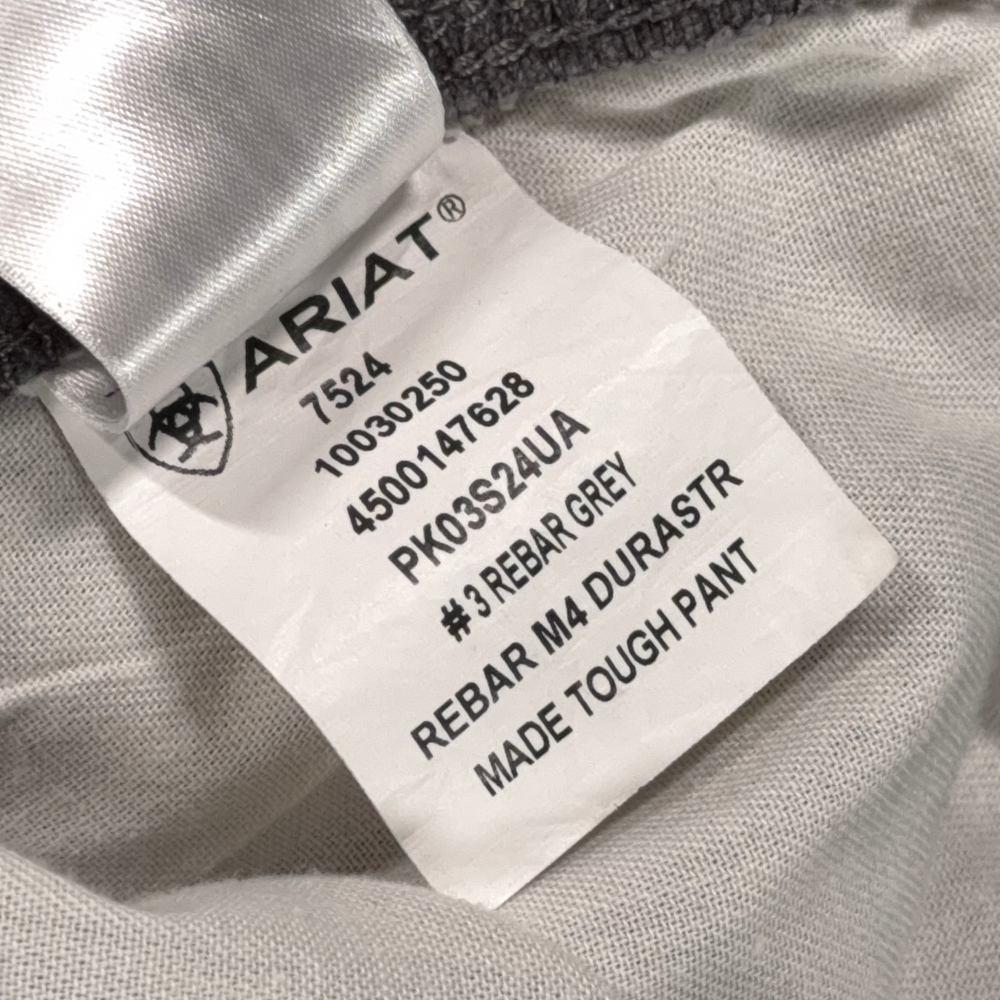 ARIAT®
7524
10030250
4500147628
PK03S24UA
#3 REBAR GREY
REBAR M4 DURASTR
MADE TOUGH PANT